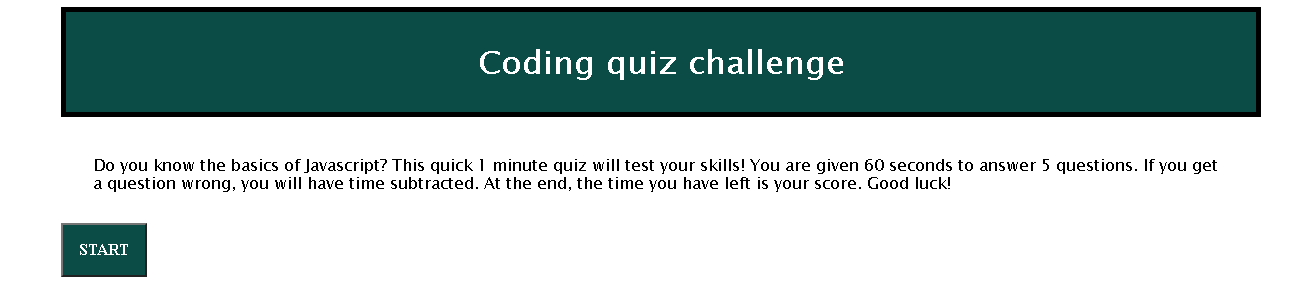 Coding quiz challenge
Do you know the basics of Javascript? This quick 1 minute quiz will test your skills! You are given 60 seconds to answer 5 questions. If you get
a question wrong, you will have time subtracted. At the end, the time you have left is your score. Good luck!
START